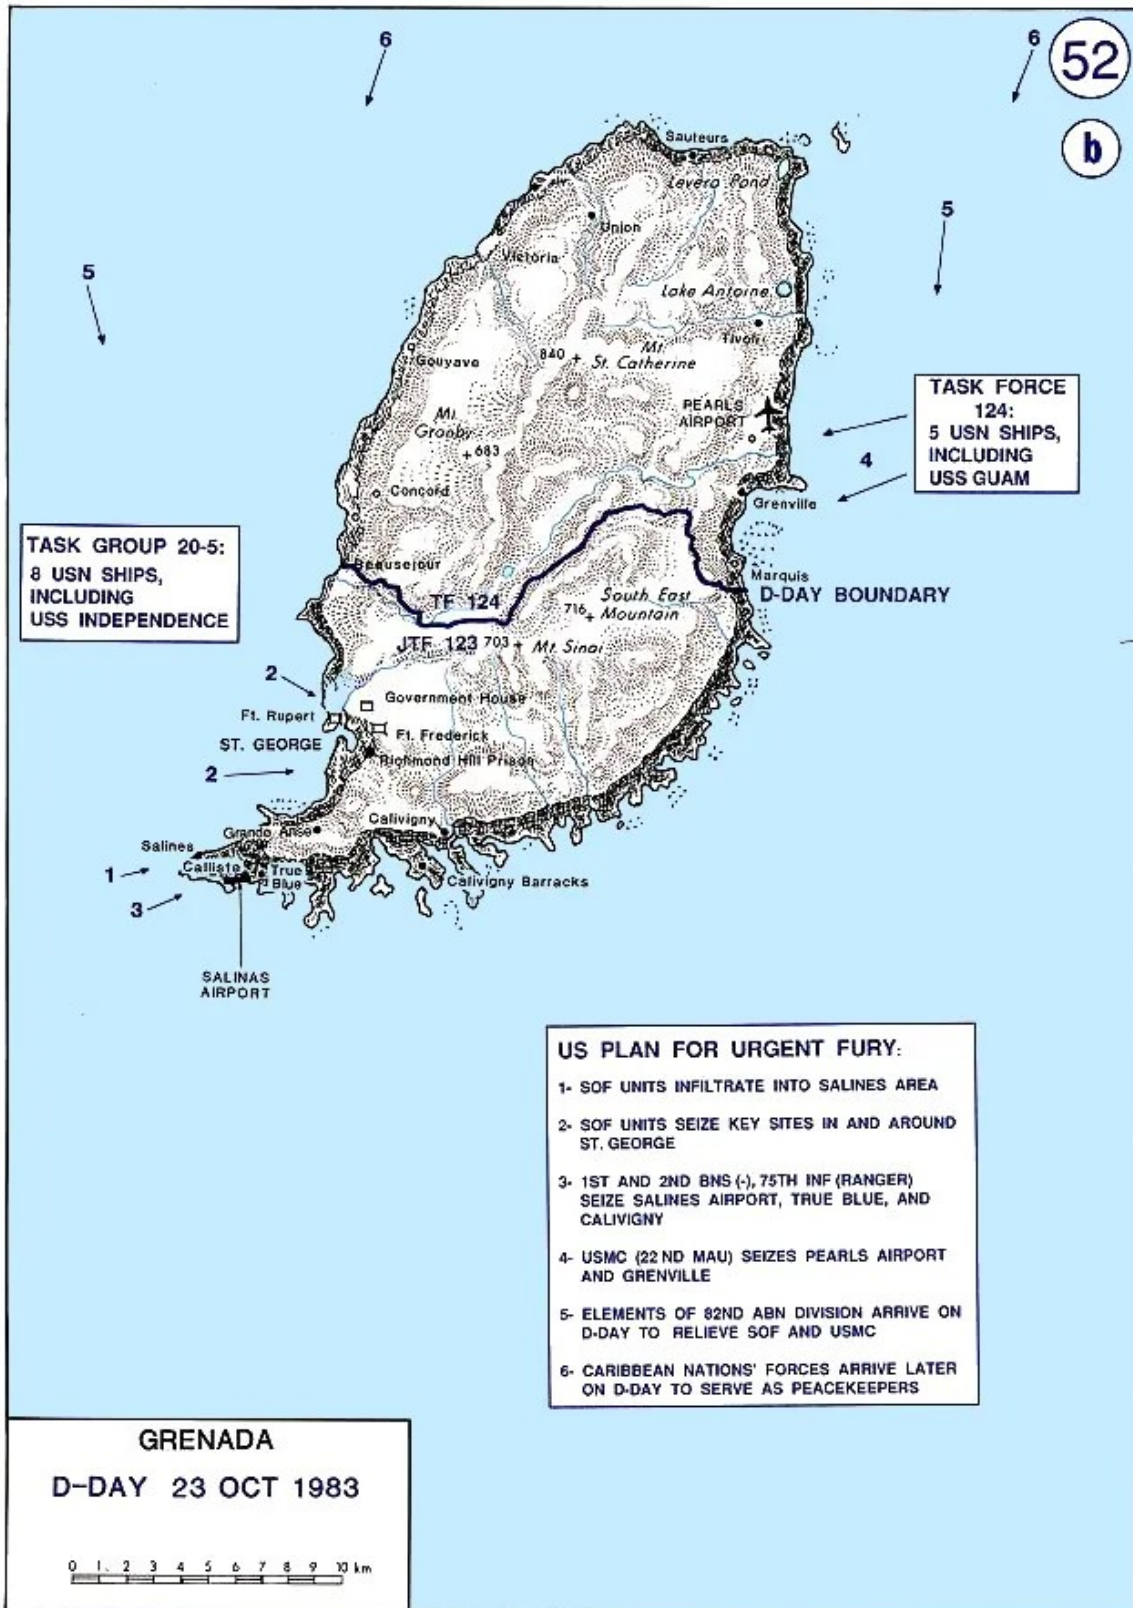 6
6
52
b
Sauteurs
Levera Pond
Union
5
Victoria
5
Lake Antoine
Tivoli
Gouyave
840
Mt.
St. Catherine
TASK FORCE
124:
5 USN SHIPS,
INCLUDING
USS GUAM
PEARLS
AIRPORT
Mt
Granby
683
4
Concord
Grenville
TASK GROUP 20-5:
8 USN SHIPS,
INCLUDING
USS INDEPENDENCE
Beausejour
Marquis
D-DAY BOUNDARY
TF 124
716
South East
Mountain
JTF 123
703
Mt. Sinai
2
Government House
Ft. Rupert
Ft. Frederick
ST. GEORGE
Richmond Hill Prison
2
Calivigny
Grande Anse
Salines
1
Calliste
True
Blue
Calivigny Barracks
3
SALINAS
AIRPORT
US PLAN FOR URGENT FURY:
1- SOF UNITS INFILTRATE INTO SALINES AREA
2- SOF UNITS SEIZE KEY SITES IN AND AROUND
ST. GEORGE
3- 1ST AND 2ND BNS (-), 75TH INF (RANGER)
SEIZE SALINES AIRPORT, TRUE BLUE, AND
CALIVIGNY
4- USMC (22 ND MAU) SEIZES PEARLS AIRPORT
AND GRENVILLE
5- ELEMENTS OF 82ND ABN DIVISION ARRIVE ON
D-DAY TO RELIEVE SOF AND USMC
6- CARIBBEAN NATIONS' FORCES ARRIVE LATER
ON D-DAY TO SERVE AS PEACEKEEPERS
GRENADA
D-DAY 23 OCT 1983
0 1 2 3 4 5 6 7 8 9 10 km